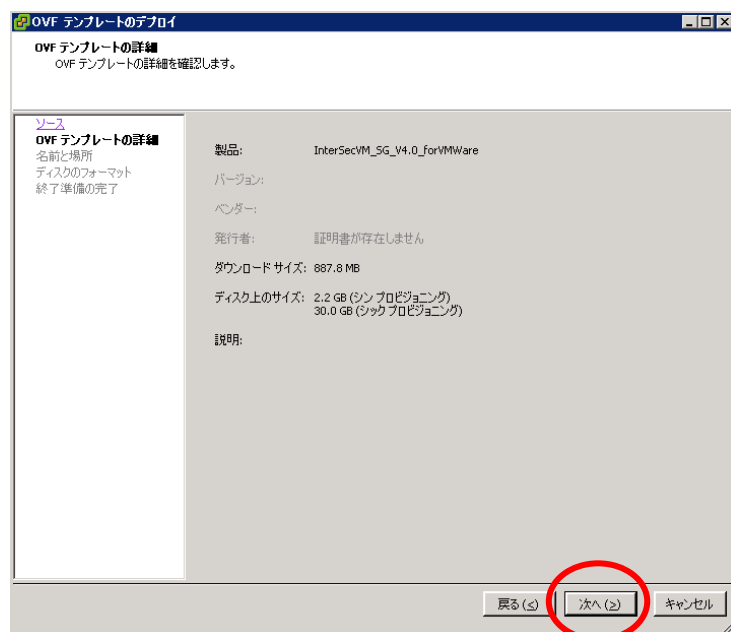 OVF テンプレートのデプロイ
OVF テンプレートの詳細
OVF テンプレートの詳細を確認します。
ソース
OVF テンプレートの詳細
名前と場所
ディスクのフォーマット
終了準備の完了
製品: InterSecVM_SG_V4.0_forVMWare
バージョン:
ベンダー:
発行者: 証明書が存在しません
ダウンロード サイズ: 887.8 MB
ディスク上のサイズ: 2.2 GB (シン プロビジョニング)
30.0 GB (シック プロビジョニング)
説明:
戻る(≤) 次へ(≥) キャンセル